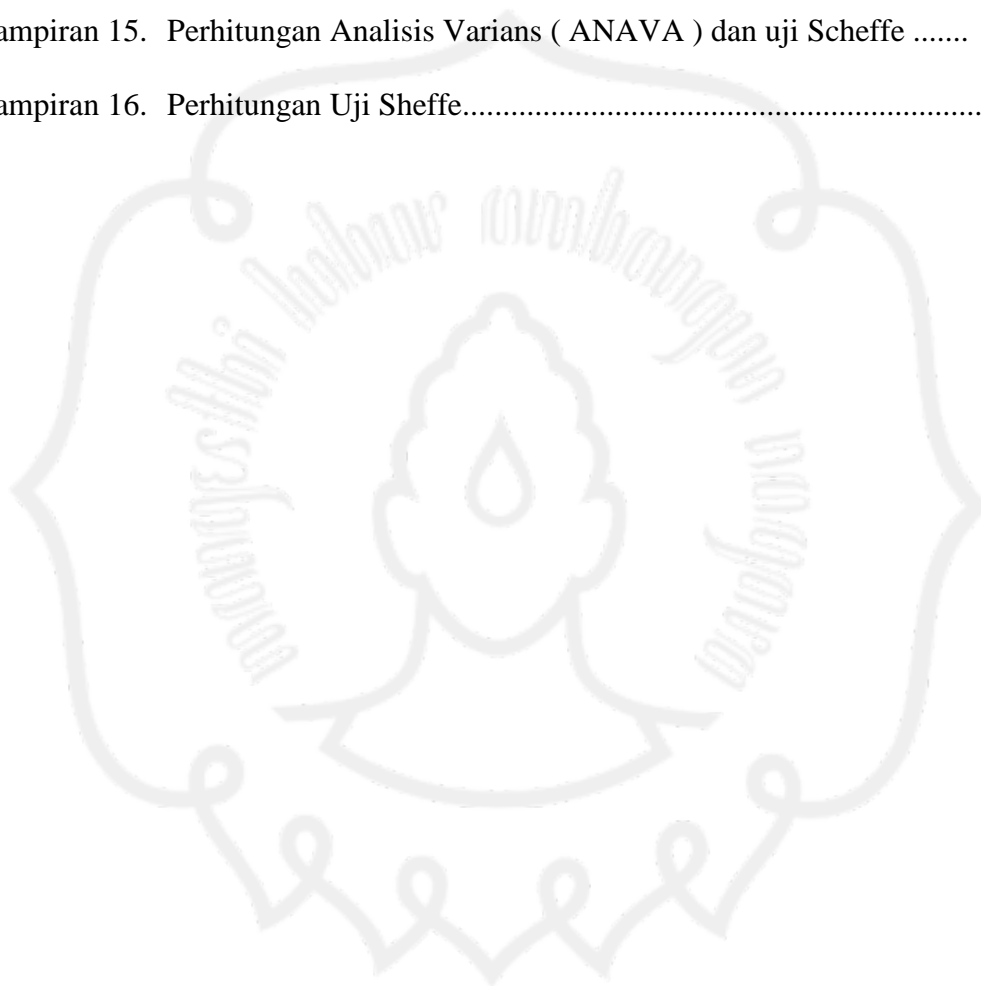 ampiran 15. Perhitungan Analisis Varians ( ANAVA ) dan uji Scheffe .......
ampiran 16. Perhitungan Uji Sheffe................................................................